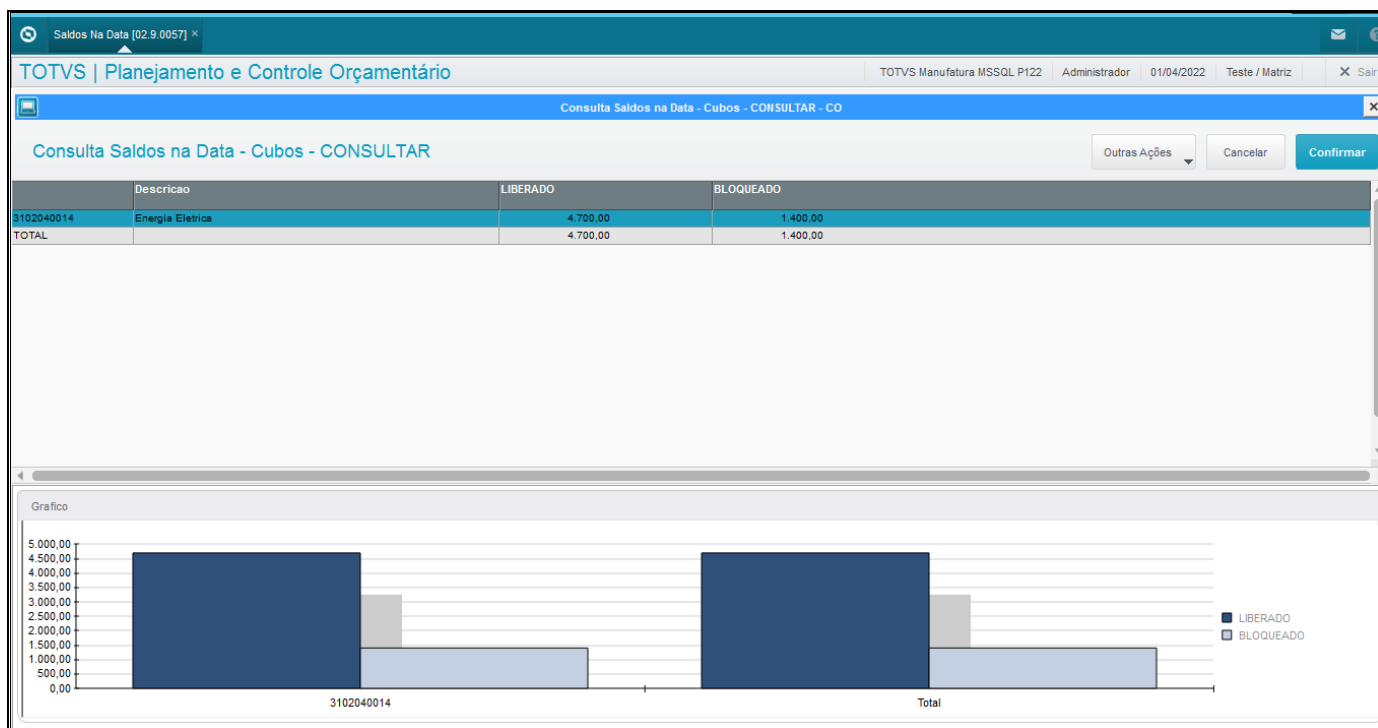 Saldos Na Data [02.9.0057] ×
TOTVS | Planejamento e Controle Orçamentário TOTVS Manufatura MSSQL P122 Administrador 01/04/2022 Teste / Matriz X Sair
Consulta Saldos na Data - Cubos - CONSULTAR - CO
Consulta Saldos na Data - Cubos - CONSULTAR Outras Ações Cancelar Confirmar
Descricao LIBERADO BLOQUEADO
3102040014 Energia Eletrica 4.700,00 1.400,00
TOTAL 4.700,00 1.400,00
Grafico
5.000,00
4.500,00
4.000,00
3.500,00
3.000,00
2.500,00
2.000,00
1.500,00
1.000,00
500,00
0,00
LIBERADO
BLOQUEADO
3102040014 Total